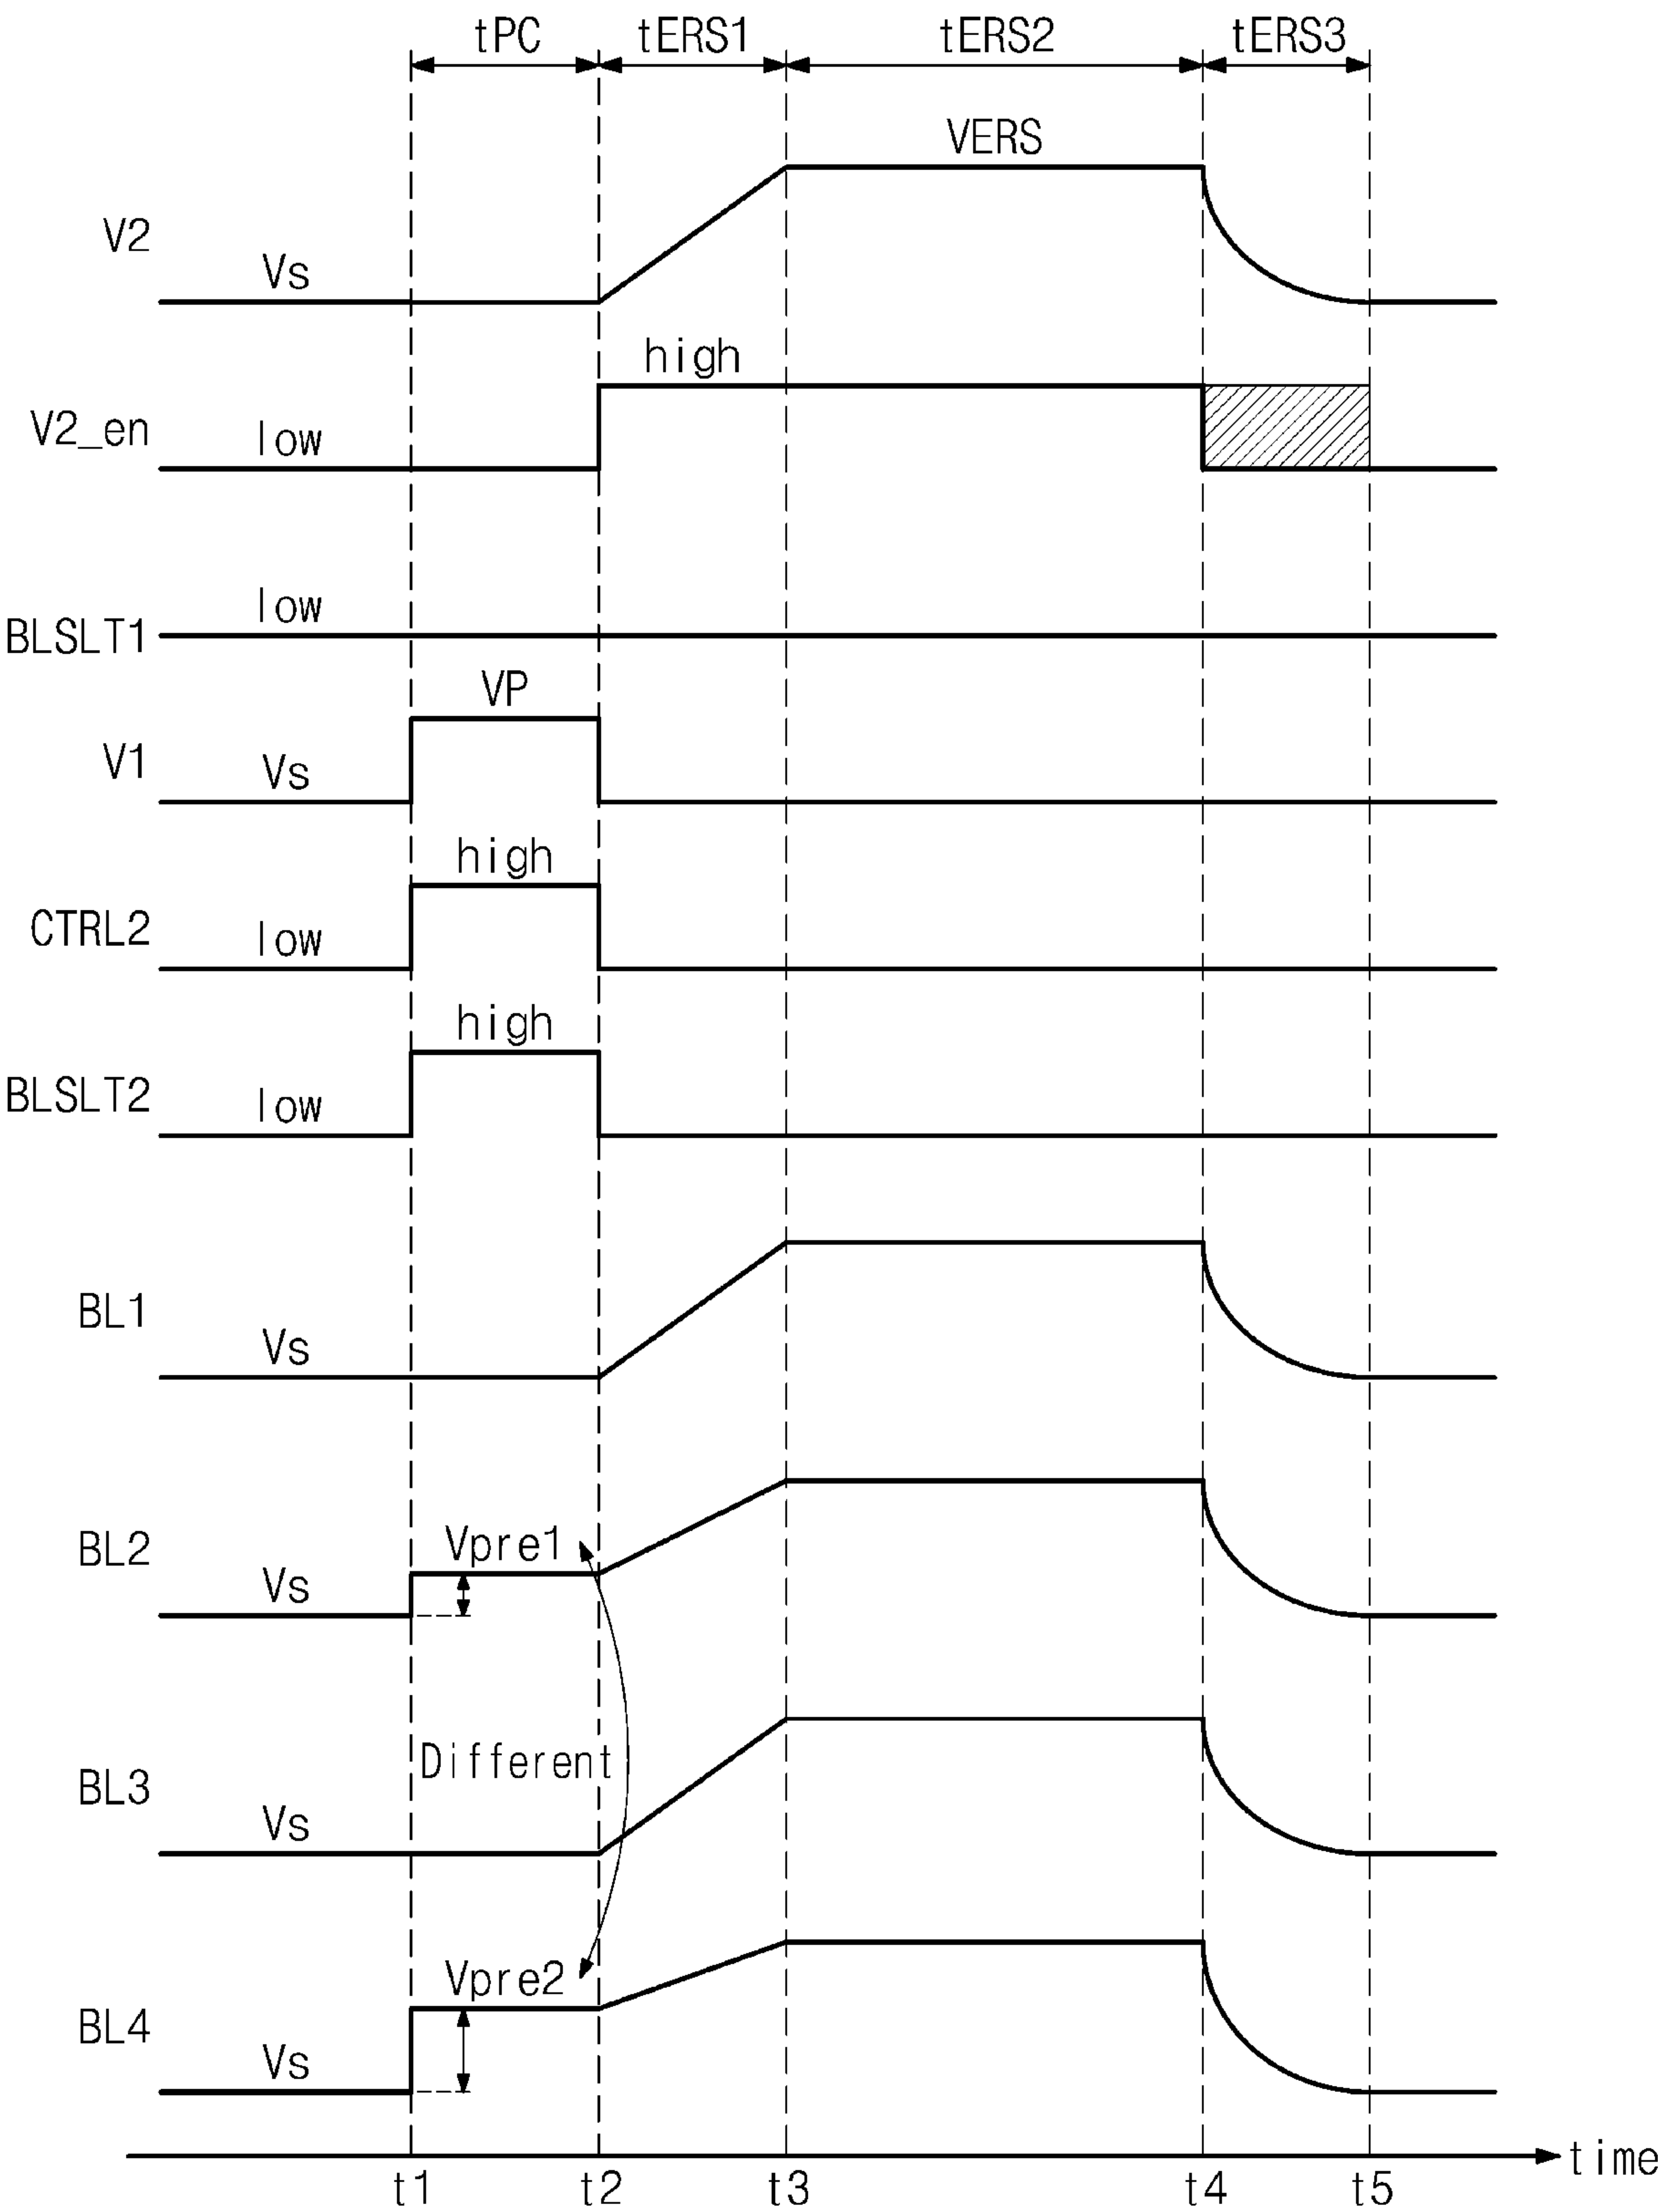 tPC tERS1 tERS2 tERS3
VERS
V2
Vs
high
V2_en
low
low
BLSLT1
VP
V1
Vs
high
CTRL2
low
high
BLSLT2
low
BL1
Vs
Vpre1
BL2
Vs
Different
BL3
Vs
Vpre2
BL4
Vs
time
t1 t2 t3 t4 t5